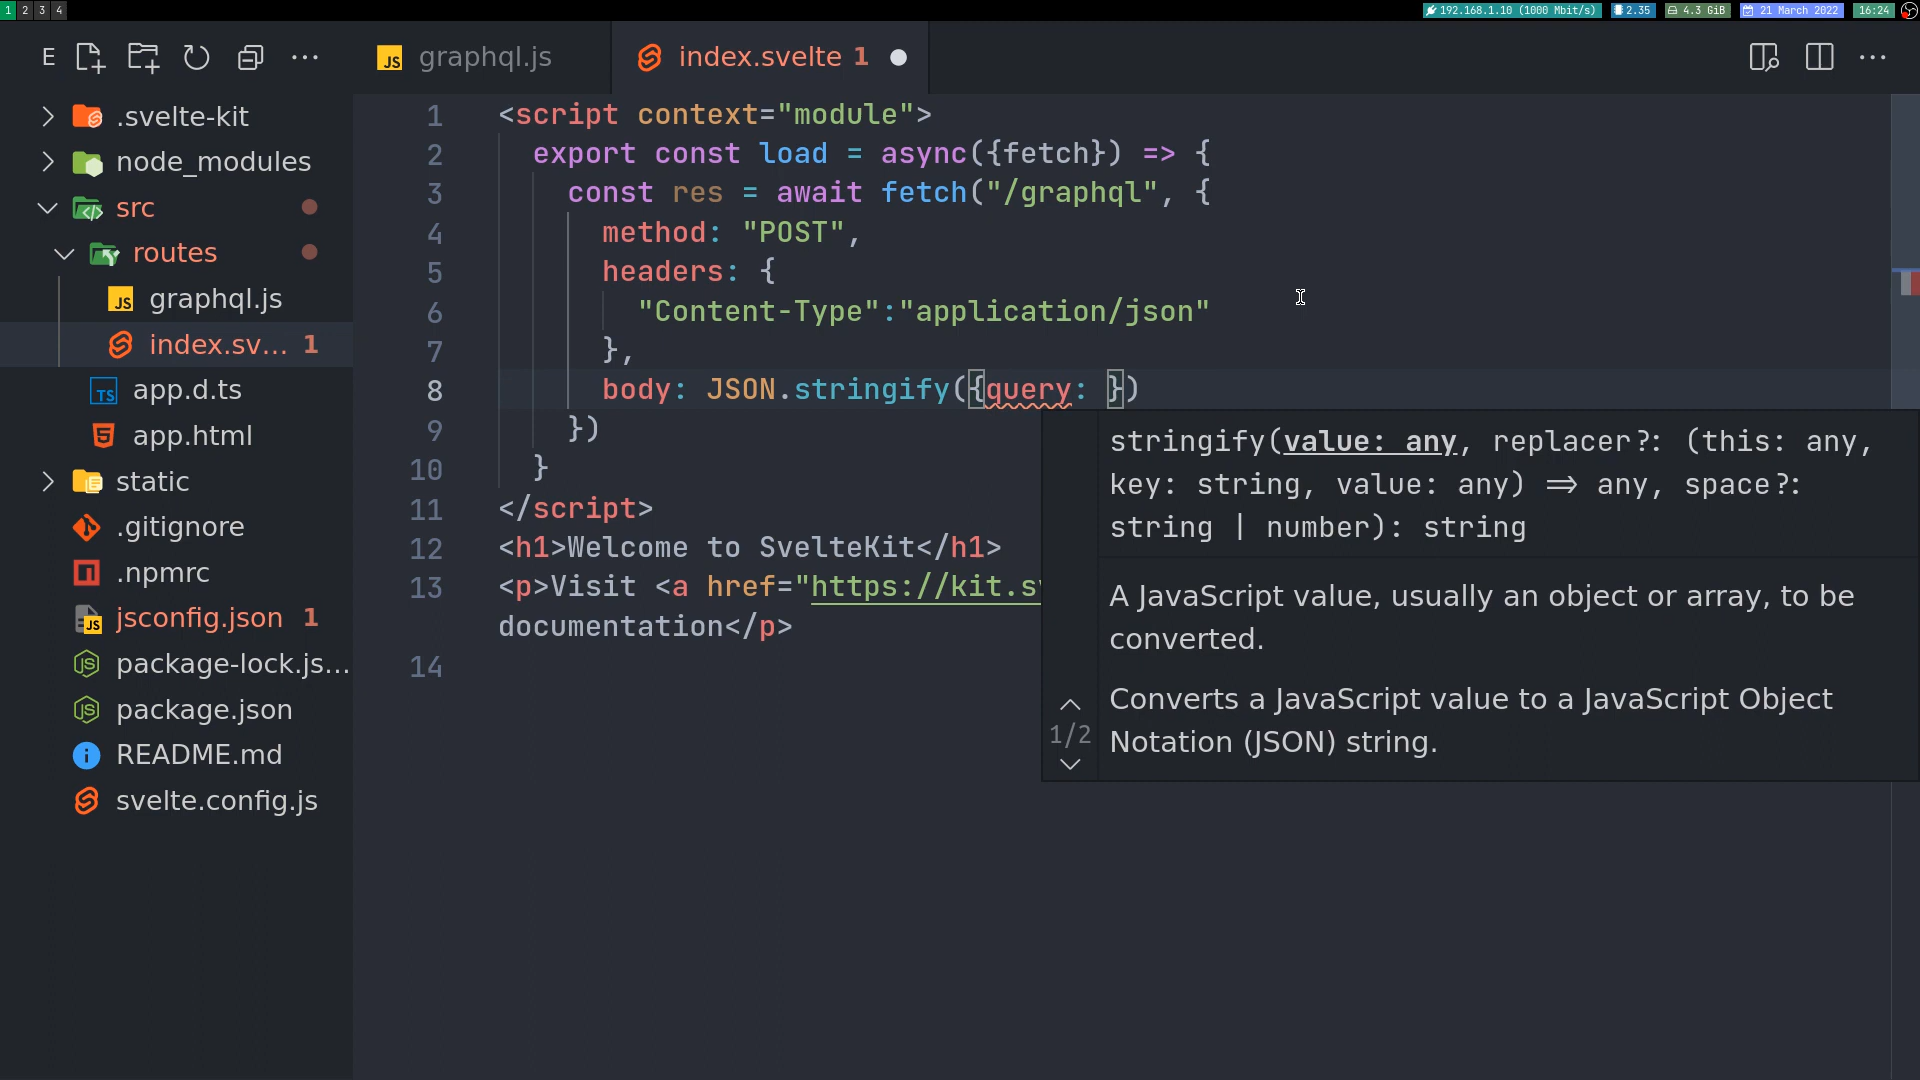 1 2 3 4
192.168.1.10 (1000 Mbit/s) 2.35 4.3 GiB 21 March 2022 16:24
E
graphql.js index.svelte 1
.svelte-kit
node_modules
src
routes
graphql.js
index.sv... 1
app.d.ts
app.html
static
.gitignore
.npmrc
jsconfig.json 1
package-lock.js...
package.json
README.md
svelte.config.js
1 <script context="module">
2 export const load = async({fetch}) => {
3 const res = await fetch("/graphql", {
4 method: "POST",
5 headers: {
6 "Content-Type":"application/json"
7 },
8 body: JSON.stringify({query: })
9 })
10 }
11 </script>
12 <h1>Welcome to SvelteKit</h1>
13 <p>Visit <a href="https://kit.sv
documentation</p>
14
stringify(value: any, replacer?: (this: any,
key: string, value: any) => any, space?:
string | number): string
A JavaScript value, usually an object or array, to be
converted.
Converts a JavaScript value to a JavaScript Object
1/2
Notation (JSON) string.